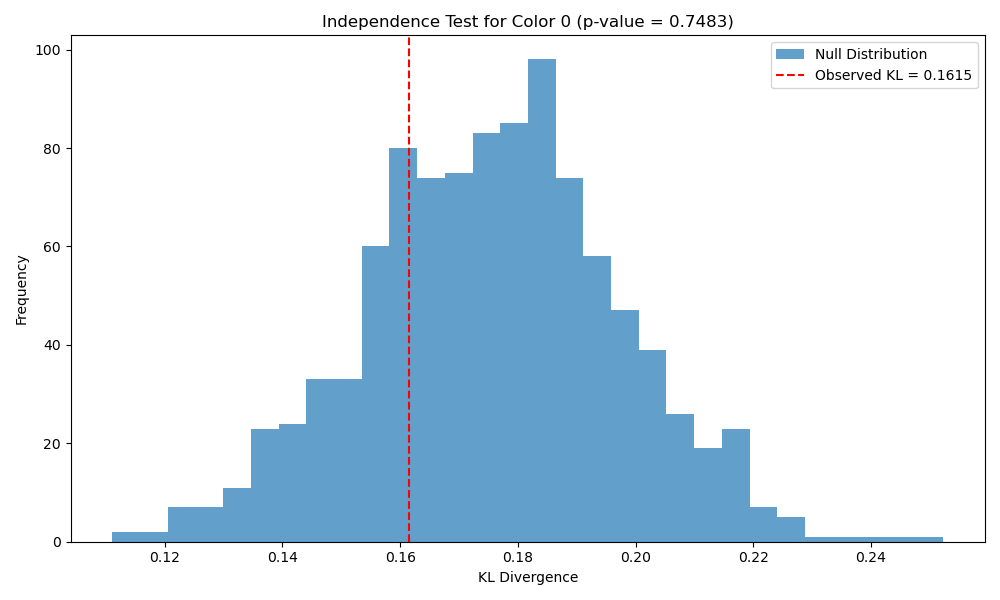 Independence Test for Color 0 (p-value = 0.7483)
Null Distribution
Observed KL = 0.1615
100
80
60
40
20
0
Frequency
0.12 0.14 0.16 0.18 0.20 0.22 0.24
KL Divergence